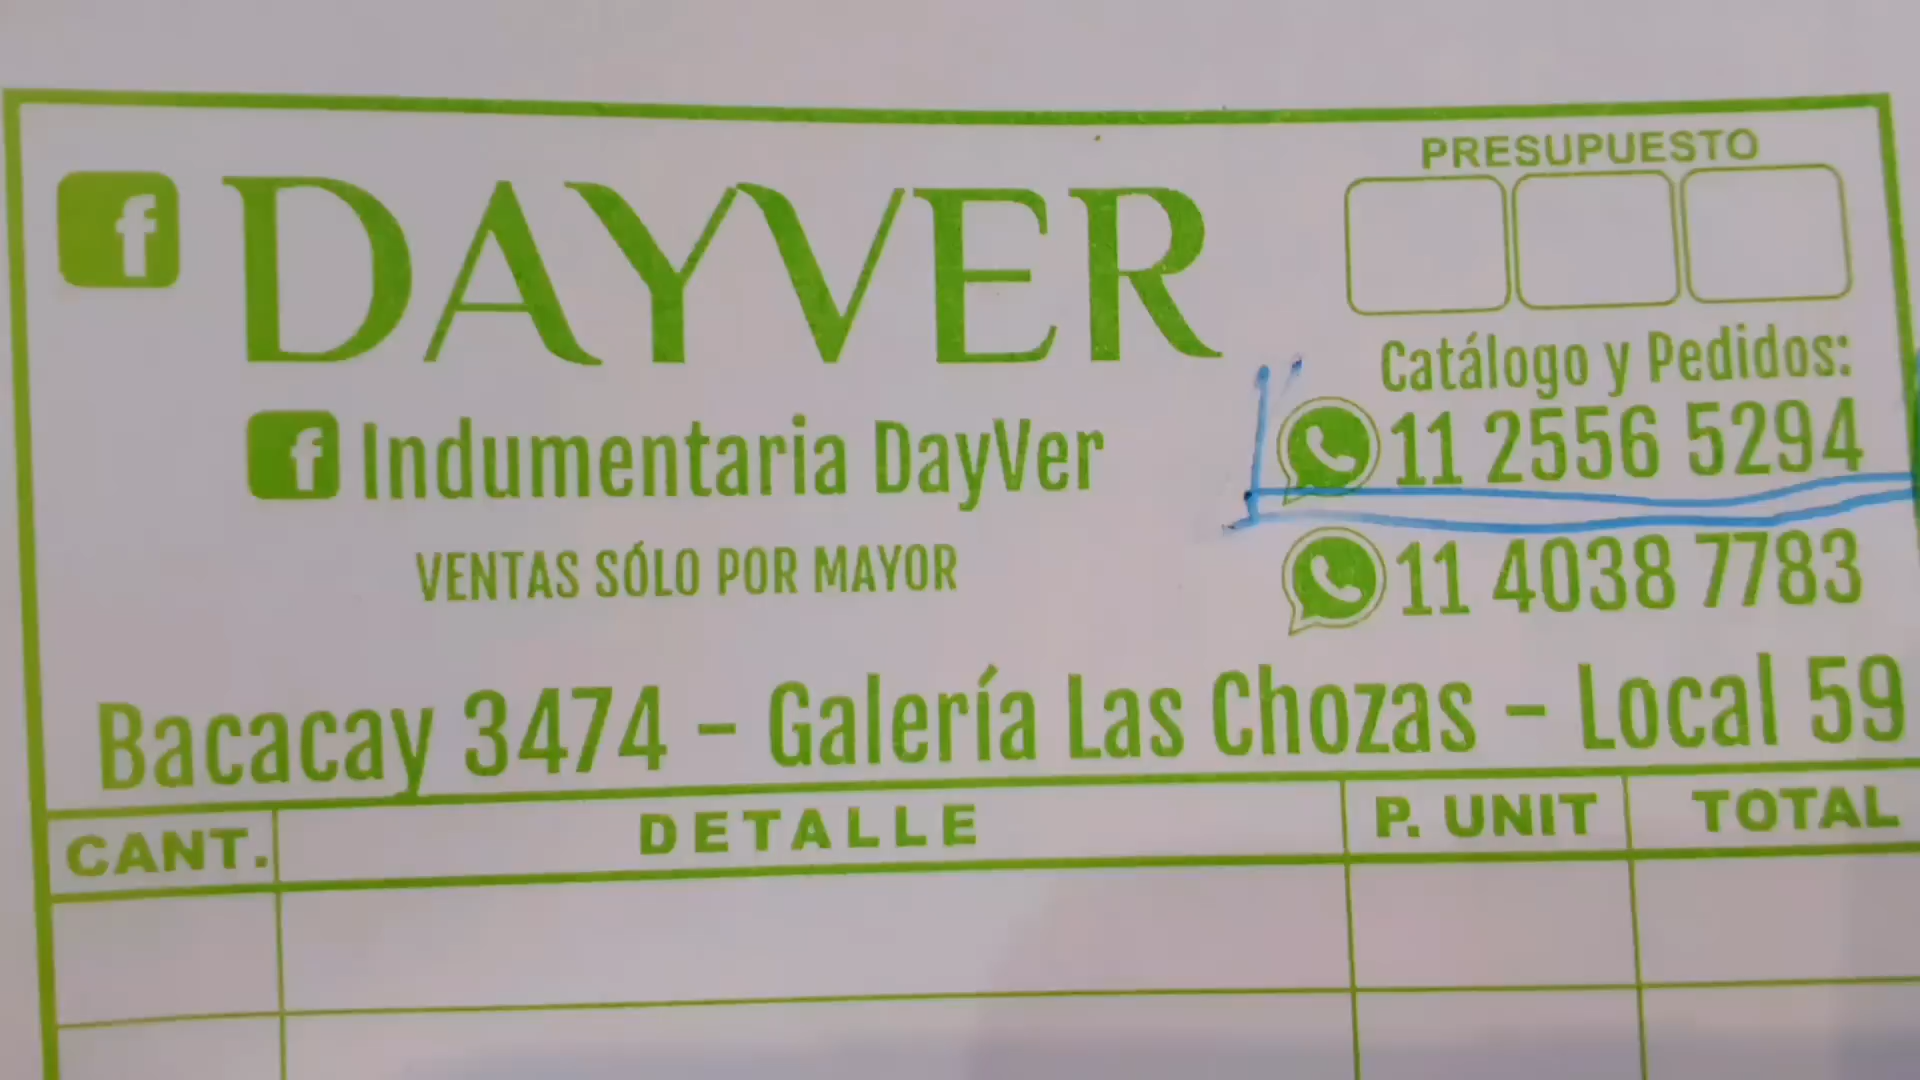 DAYVER
Indumentaria DayVer
VENTAS SÓLO POR MAYOR
PRESUPUESTO
Catálogo y Pedidos:
11 2556 5294
11 4038 7783
Bacacay 3474 - Galería Las Chozas - Local 59
CANT. DETALLE P. UNIT TOTAL